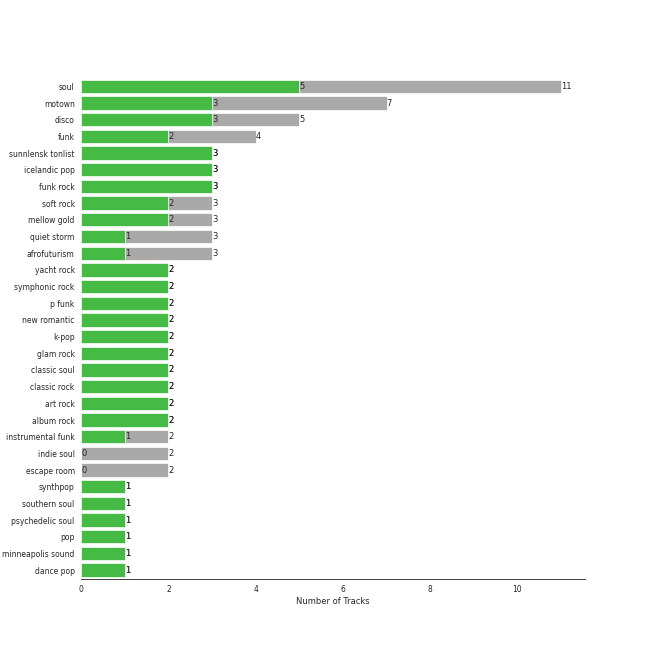 soul 5 11
motown 3 7
disco 3 5
funk 2 4
sunnlensk tonlist 3
icelandic pop 3
funk rock 3
soft rock 2 3
mellow gold 2 3
quiet storm 1 3
afrofuturism 1 3
yacht rock 2
symphonic rock 2
p funk 2
new romantic 2
k-pop 2
glam rock 2
classic soul 2
classic rock 2
art rock 2
album rock 2
instrumental funk 1 2
indie soul 0 2
escape room 0 2
synthpop 1
southern soul 1
psychedelic soul 1
pop 1
minneapolis sound 1
dance pop 1
0 2 4 6 8 10
Number of Tracks